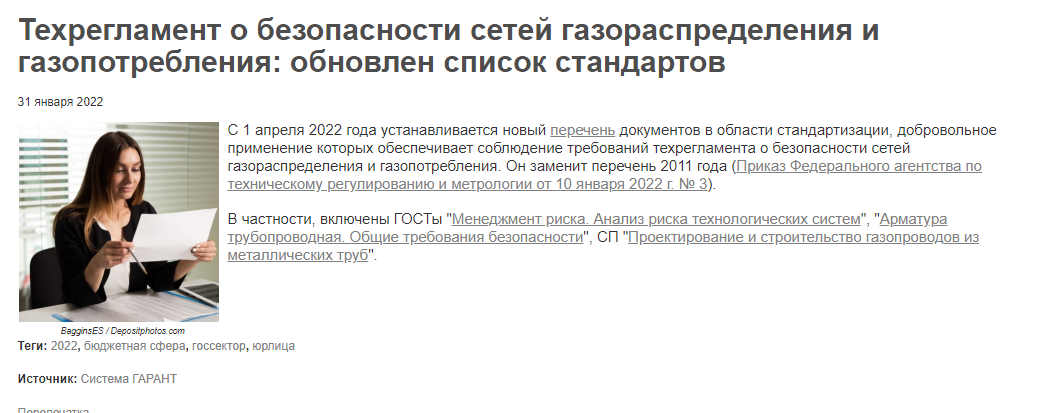 Техрегламент о безопасности сетей газораспределения и
газопотребления: обновлен список стандартов
31 января 2022
С 1 апреля 2022 года устанавливается новый перечень документов в области стандартизации, добровольное
применение которых обеспечивает соблюдение требований техрегламента о безопасности сетей
газораспределения и газопотребления. Он заменит перечень 2011 года (Приказ Федерального агентства по
техническому регулированию и метрологии от 10 января 2022 г. № 3).
В частности, включены ГОСТы "Менеджмент риска. Анализ риска технологических систем", "Арматура
трубопроводная. Общие требования безопасности", СП "Проектирование и строительство газопроводов из
металлических труб".
BagginsES / Depositphotos.com
Теги: 2022, бюджетная сфера, госсектор, юрлица
Источник: Система ГАРАНТ
Перепечатка